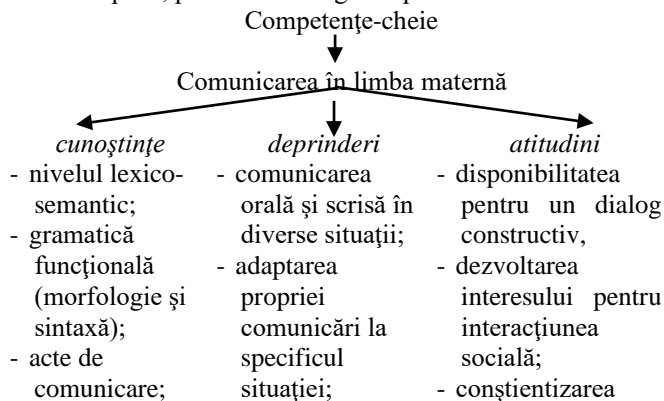 Competenţe-cheie
Comunicarea în limba maternă
cunoştinţe
- nivelul lexico-
semantic;
- gramatică
funcţională
(morfologie şi
sintaxă);
- acte de
comunicare;
deprinderi
- comunicarea
orală şi scrisă în
diverse situaţii;
- adaptarea
propriei
comunicări la
specificul
situaţiei;
atitudini
- disponibilitatea
pentru un dialog
constructiv,
- dezvoltarea
interesului pentru
interacţiunea
socială;
- conştientizarea